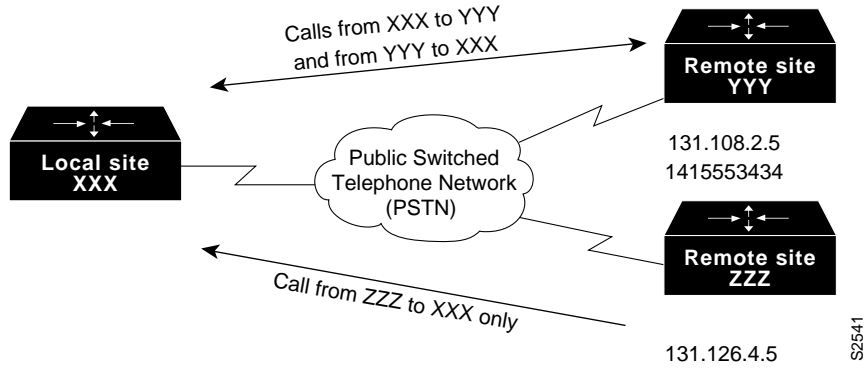 Calls from XXX to YYY
and from YYY to XXX
Remote site
YYY
131.108.2.5
1415553434
Local site
XXX
Public Switched
Telephone Network
(PSTN)
Remote site
ZZZ
Call from ZZZ to XXX only
131.126.4.5
S2541